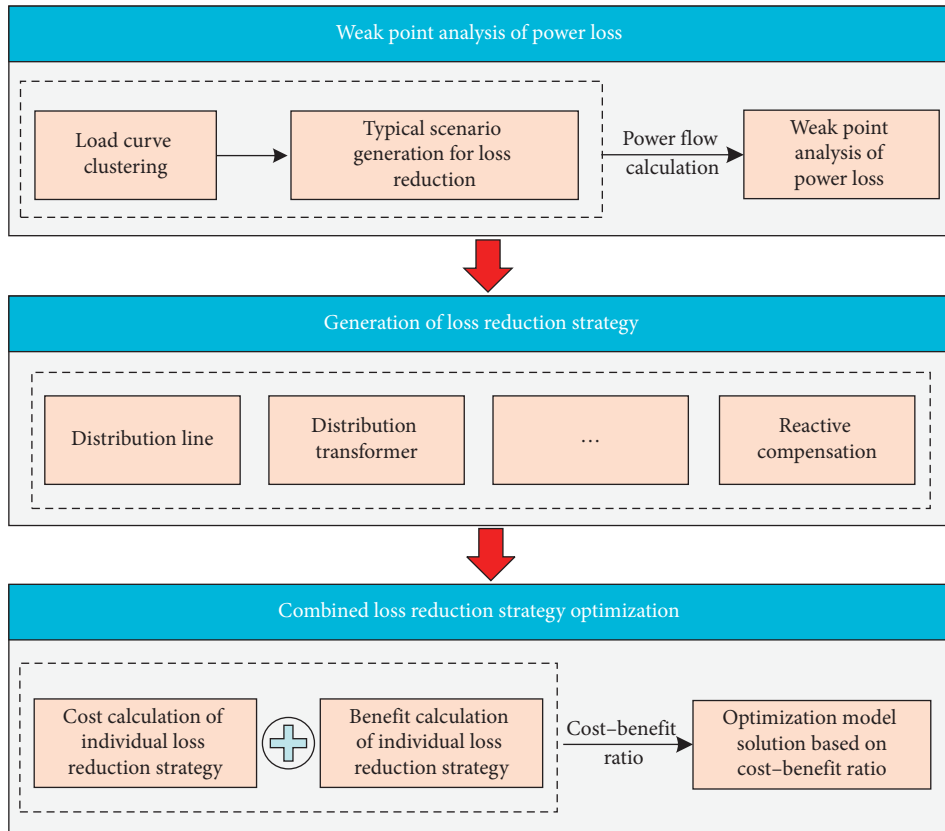 Weak point analysis of power loss
Load curve
clustering
Typical scenario
generation for loss
reduction
Power flow
calculation
Weak point
analysis of
power loss
Generation of loss reduction strategy
Distribution line
Distribution
transformer
…
Reactive
compensation
Combined loss reduction strategy optimization
Cost calculation of
individual loss
reduction strategy
Benefit calculation
of individual loss
reduction strategy
Cost–benefit
ratio
Optimization model
solution based on
cost–benefit ratio